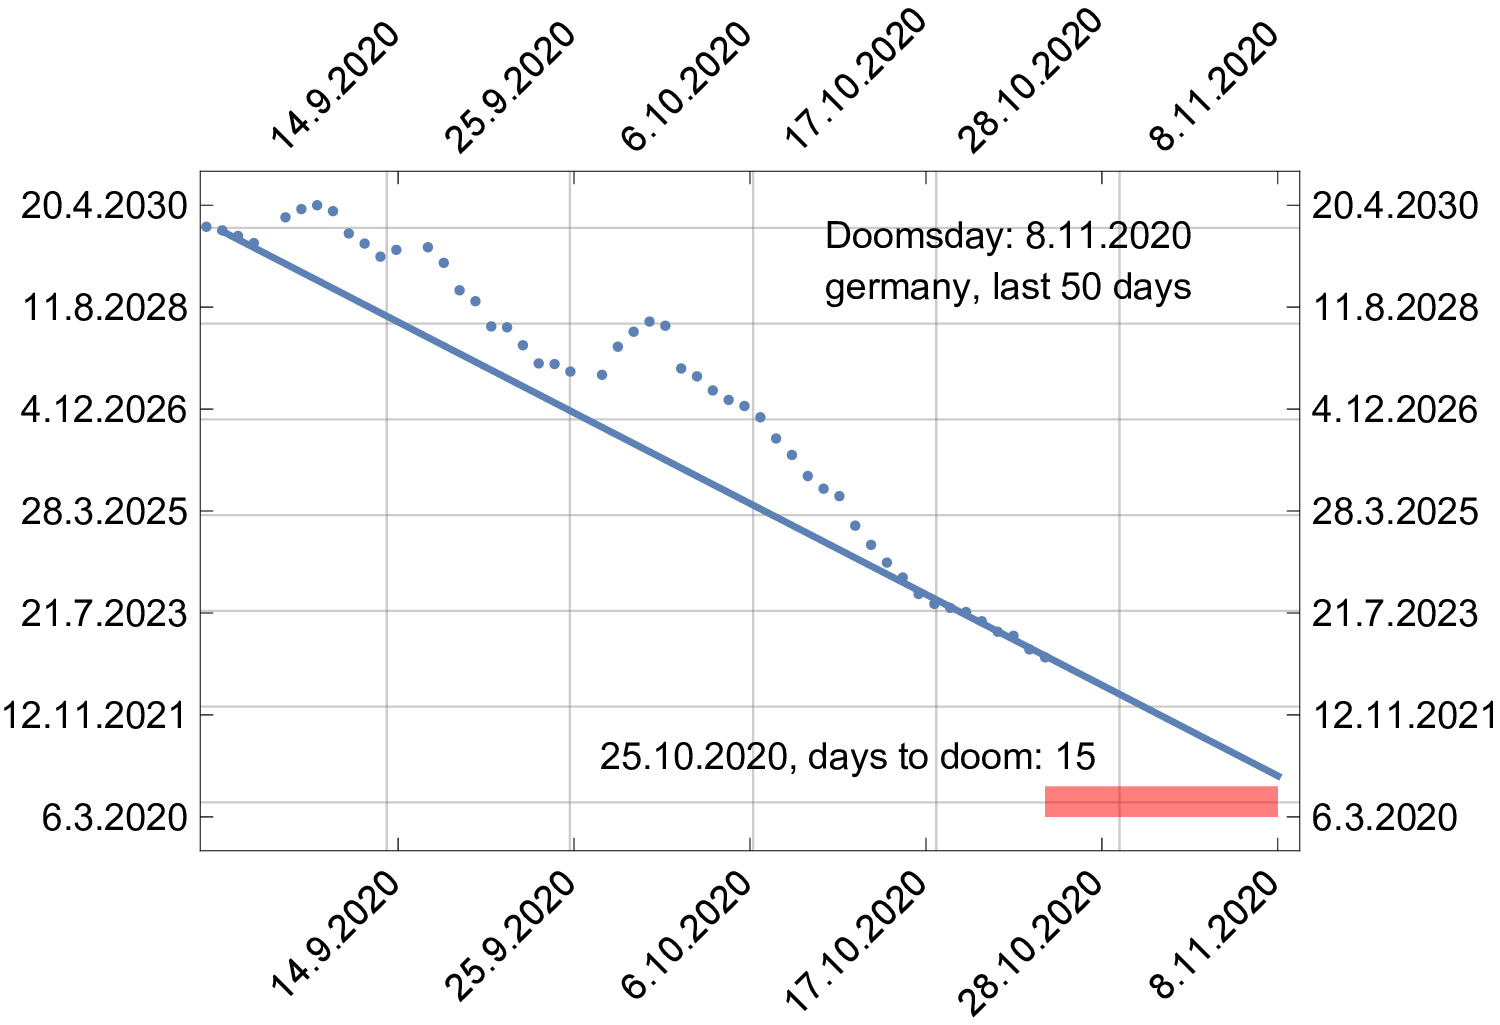 14.9.2020 25.9.2020 6.10.2020 17.10.2020 28.10.2020 8.11.2020
20.4.2030 20.4.2030
Doomsday: 8.11.2020
germany, last 50 days
11.8.2028 11.8.2028
4.12.2026 4.12.2026
28.3.2025 28.3.2025
21.7.2023 21.7.2023
12.11.2021 12.11.2021
25.10.2020, days to doom: 15
6.3.2020 6.3.2020
14.9.2020 25.9.2020 6.10.2020 17.10.2020 28.10.2020 8.11.2020